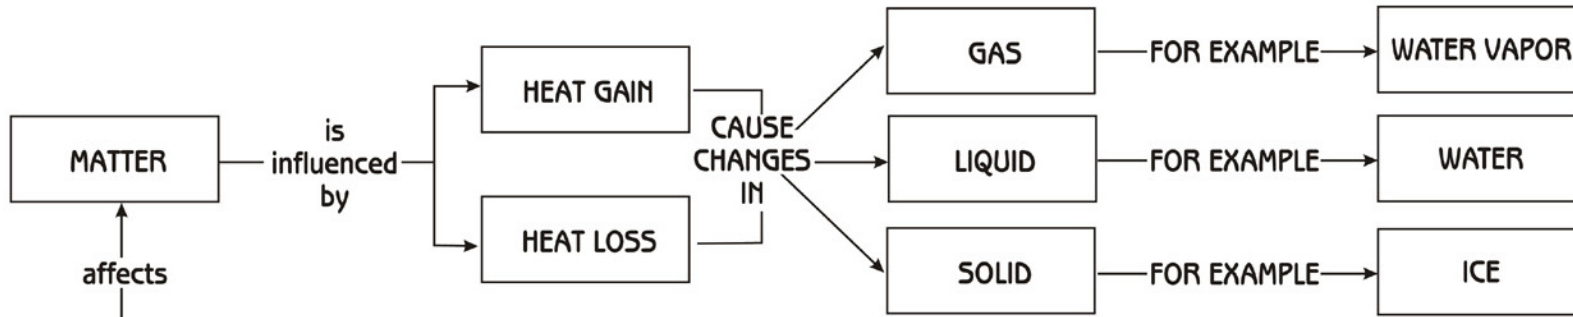 MATTER
is
influenced
by
HEAT GAIN
HEAT LOSS
CAUSE
CHANGES
IN
GAS
FOR EXAMPLE
WATER VAPOR
LIQUID
FOR EXAMPLE
WATER
SOLID
FOR EXAMPLE
ICE
affects